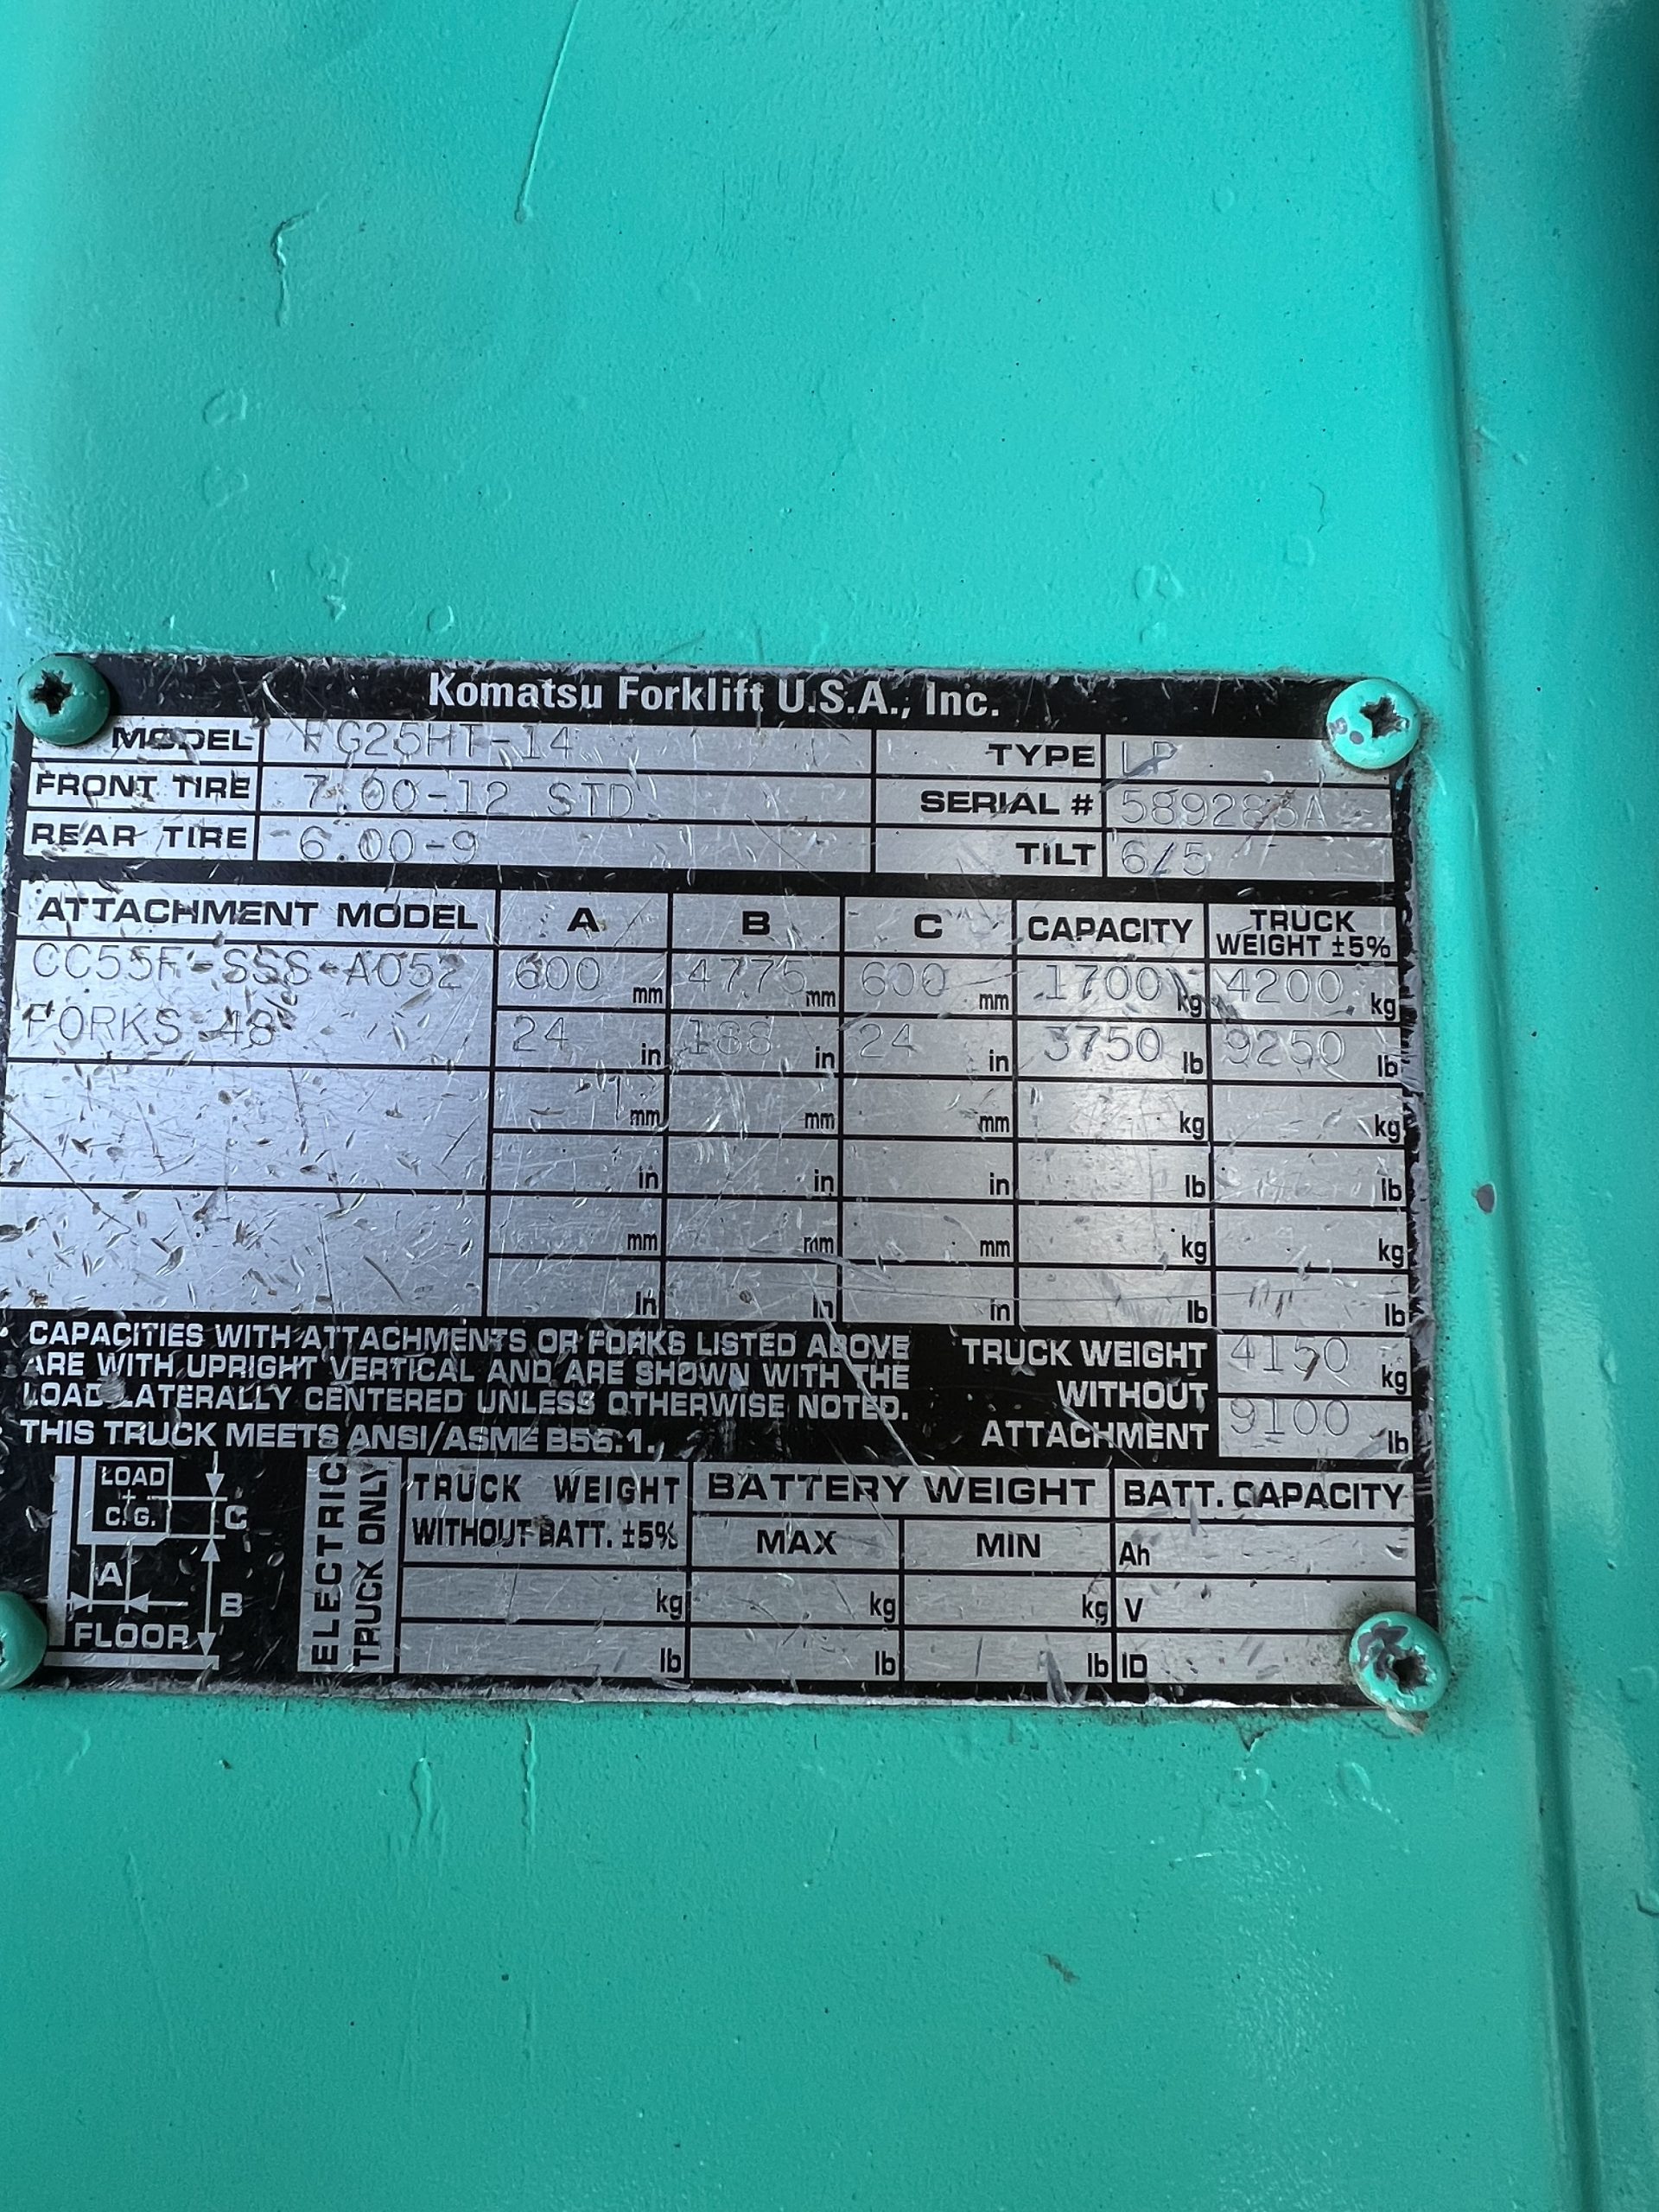 Komatsu Forklift U.S.A., Inc.
MODEL FG25HT-14 TYPE LP
FRONT TIRE 7.00-12 STD SERIAL # 589283A
REAR TIRE 6.00-9 TILT 6/5
ATTACHMENT MODEL A B C CAPACITY TRUCK WEIGHT ±5%
CC55F-SSS-A052 600 mm 4775 mm 600 mm 1700 kg 4200 kg
FORKS 48 24 in 188 in 24 in 3750 lb 9250 lb
mm mm mm kg kg
in in in lb lb
mm mm mm kg kg
in in in lb lb
CAPACITIES WITH ATTACHMENTS OR FORKS LISTED ABOVE
ARE WITH UPRIGHT VERTICAL AND ARE SHOWN WITH THE
LOAD LATERALLY CENTERED UNLESS OTHERWISE NOTED.
THIS TRUCK MEETS ANSI/ASME B56.1.
TRUCK WEIGHT WITHOUT ATTACHMENT 4150 kg
9100 lb
LOAD
C.G.
C
A
B
FLOOR
ELECTRIC TRUCK ONLY
TRUCK WEIGHT WITHOUT BATT. ±5% BATTERY WEIGHT BATT. CAPACITY
MAX MIN Ah
kg kg kg V
lb lb lb ID